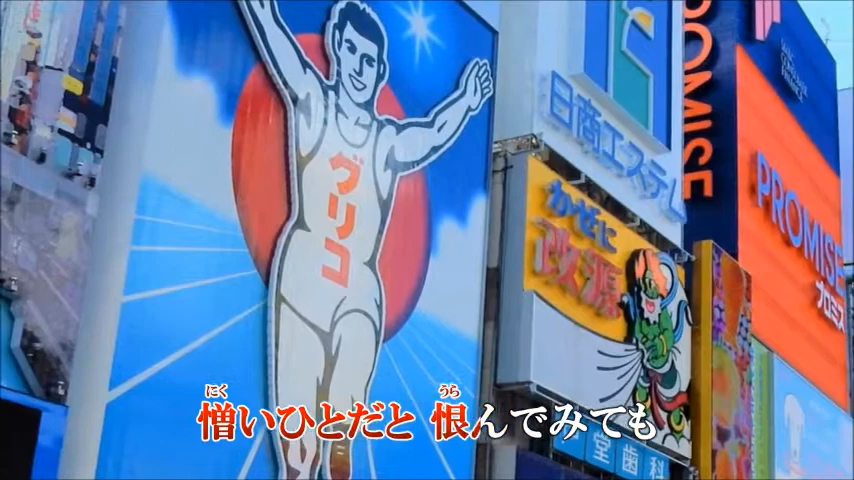 グリコ
日商エステム
かぜに
改源
PROMISE
PROMISE
プロミス
堂歯科
にく うら
憎いひとだと 恨んでみても